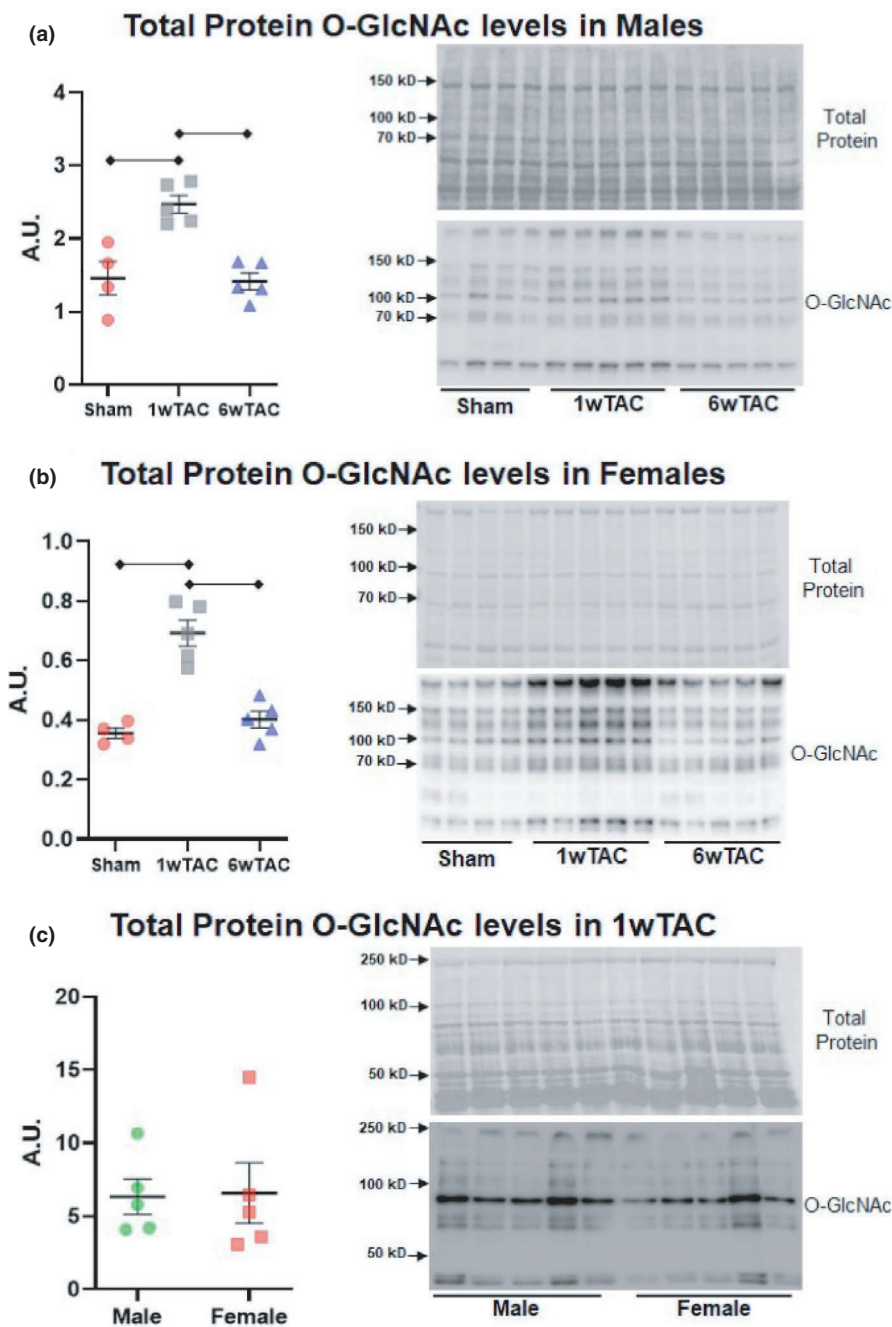 (a)
Total Protein O-GlcNAc levels in Males
4
3
2
1
0
A.U.
Sham 1wTAC 6wTAC
150 kD
100 kD
70 kD
Total
Protein
150 kD
100 kD
70 kD
O-GlcNAc
Sham 1wTAC 6wTAC
(b)
Total Protein O-GlcNAc levels in Females
1.0
0.8
0.6
0.4
0.2
0.0
A.U.
Sham 1wTAC 6wTAC
150 kD
100 kD
70 kD
Total
Protein
150 kD
100 kD
70 kD
O-GlcNAc
Sham 1wTAC 6wTAC
(c)
Total Protein O-GlcNAc levels in 1wTAC
20
15
10
5
0
A.U.
Male Female
250 kD
100 kD
50 kD
Total
Protein
250 kD
100 kD
50 kD
O-GlcNAc
Male Female